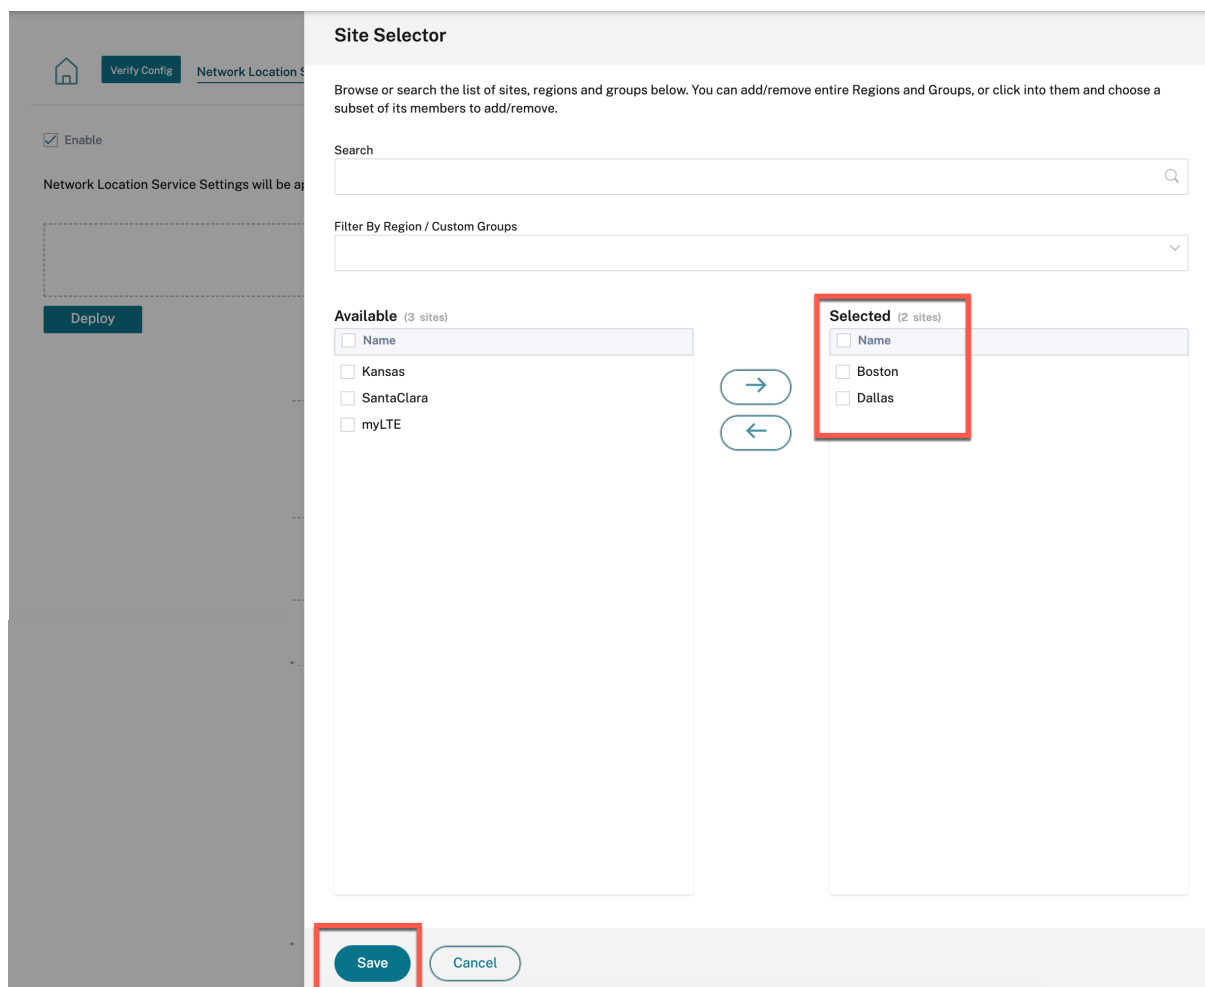 Site Selector
Verify Config
Network Location S
Browse or search the list of sites, regions and groups below. You can add/remove entire Regions and Groups, or click into them and choose a
subset of its members to add/remove.
Enable
Search
Network Location Service Settings will be ap
Filter By Region / Custom Groups
Deploy
Available (3 sites)
Name
Kansas
SantaClara
myLTE
Selected (2 sites)
Name
Boston
Dallas
Save
Cancel